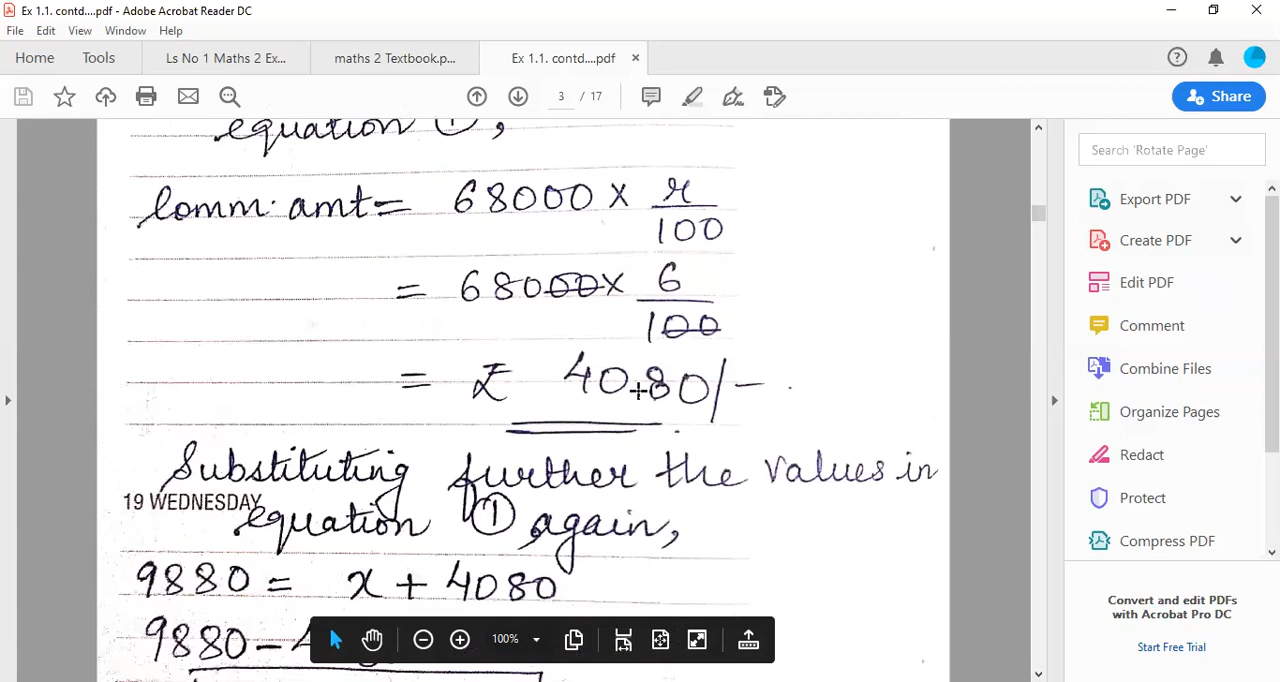 Ex 1.1. contd....pdf - Adobe Acrobat Reader DC
File Edit View Window Help
Home Tools Ls No 1 Maths 2 Ex... maths 2 Textbook.p... Ex 1.1. contd....pdf ×
3 / 17
Share
equation ①,
Comm. amt = 68000 × r/100
= 68000 × 6/100
= ₹ 4080/-
Substituting further the values in
19 WEDNESDAY
equation ① again,
9880 = x + 4080
9880 - 4
100%
Search 'Rotate Page'
Export PDF
Create PDF
Edit PDF
Comment
Combine Files
Organize Pages
Redact
Protect
Compress PDF
Convert and edit PDFs
with Acrobat Pro DC
Start Free Trial